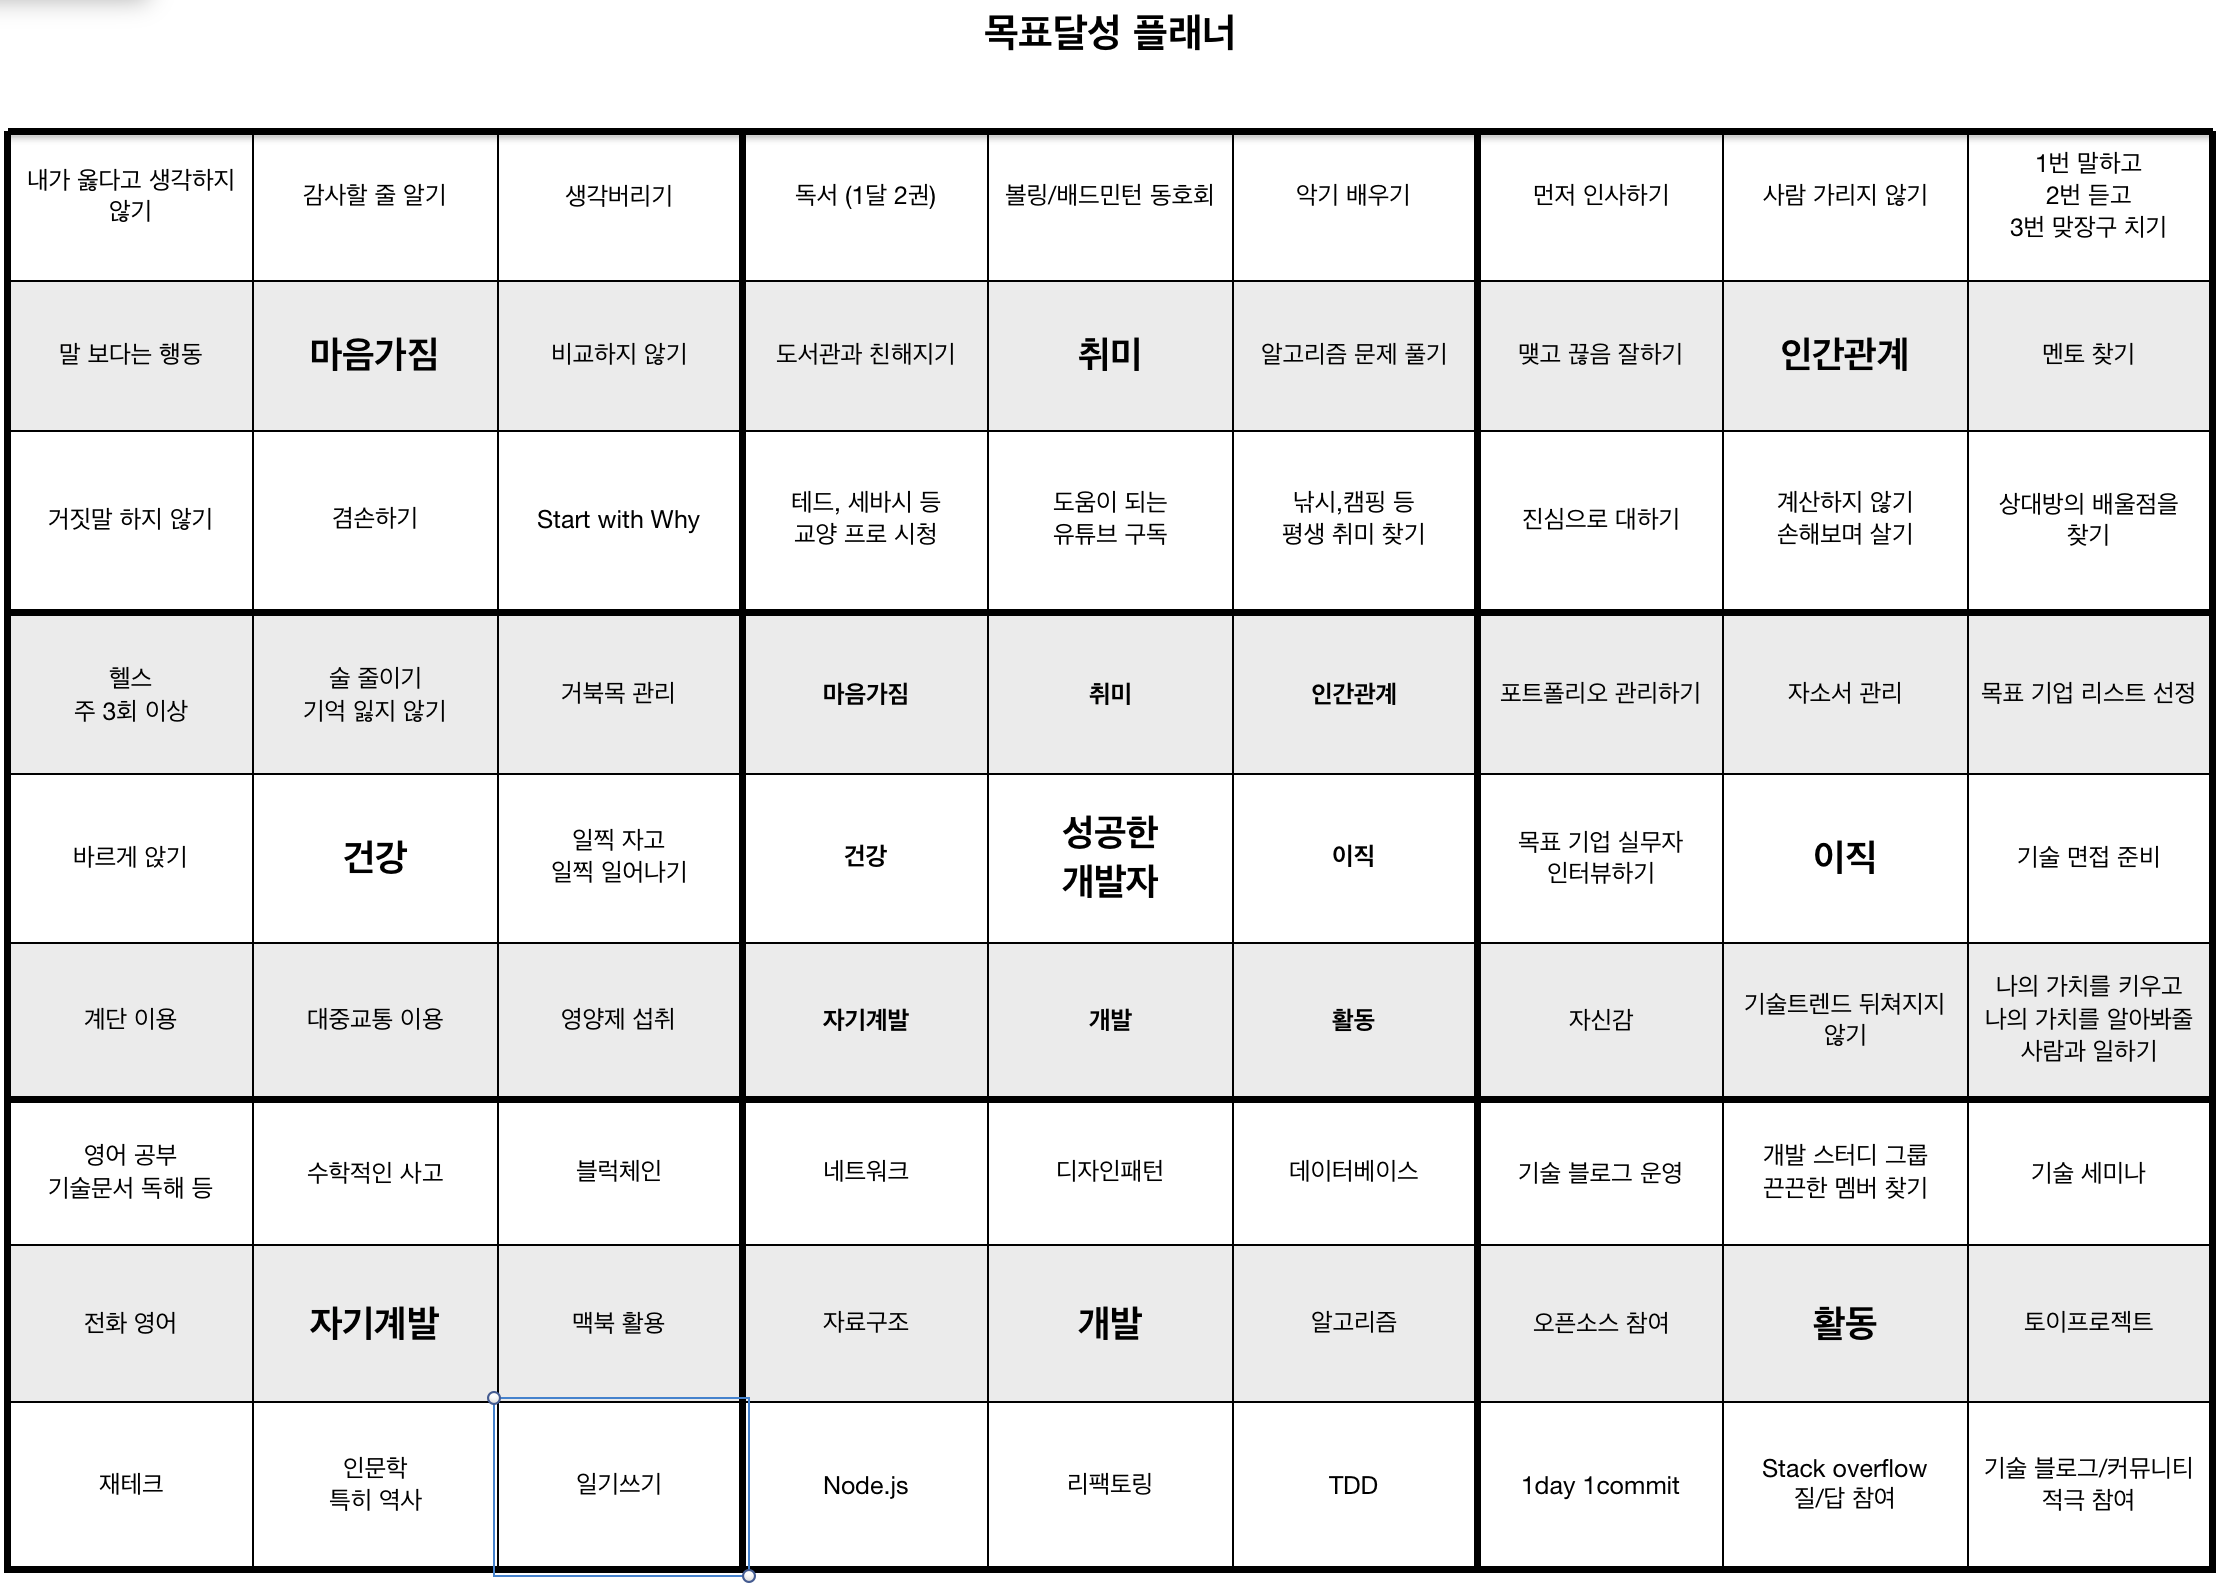 목표달성 플래너
내가 옳다고 생각하지
않기
감사할 줄 알기
생각버리기
독서 (1달 2권)
볼링/배드민턴 동호회
악기 배우기
먼저 인사하기
사람 가리지 않기
1번 말하고
2번 듣고
3번 맞장구 치기
말 보다는 행동
마음가짐
비교하지 않기
도서관과 친해지기
취미
알고리즘 문제 풀기
맺고 끊음 잘하기
인간관계
멘토 찾기
거짓말 하지 않기
겸손하기
Start with Why
테드, 세바시 등
교양 프로 시청
도움이 되는
유튜브 구독
낚시,캠핑 등
평생 취미 찾기
진심으로 대하기
계산하지 않기
손해보며 살기
상대방의 배울점을
찾기
헬스
주 3회 이상
술 줄이기
기억 잃지 않기
거북목 관리
마음가짐
취미
인간관계
포트폴리오 관리하기
자소서 관리
목표 기업 리스트 선정
바르게 앉기
건강
일찍 자고
일찍 일어나기
건강
성공한
개발자
이직
목표 기업 실무자
인터뷰하기
이직
기술 면접 준비
계단 이용
대중교통 이용
영양제 섭취
자기계발
개발
활동
자신감
기술트렌드 뒤쳐지지
않기
나의 가치를 키우고
나의 가치를 알아봐줄
사람과 일하기
영어 공부
기술문서 독해 등
수학적인 사고
블럭체인
네트워크
디자인패턴
데이터베이스
기술 블로그 운영
개발 스터디 그룹
끈끈한 멤버 찾기
기술 세미나
전화 영어
자기계발
맥북 활용
자료구조
개발
알고리즘
오픈소스 참여
활동
토이프로젝트
재테크
인문학
특히 역사
일기쓰기
Node.js
리팩토링
TDD
1day 1commit
Stack overflow
질/답 참여
기술 블로그/커뮤니티
적극 참여